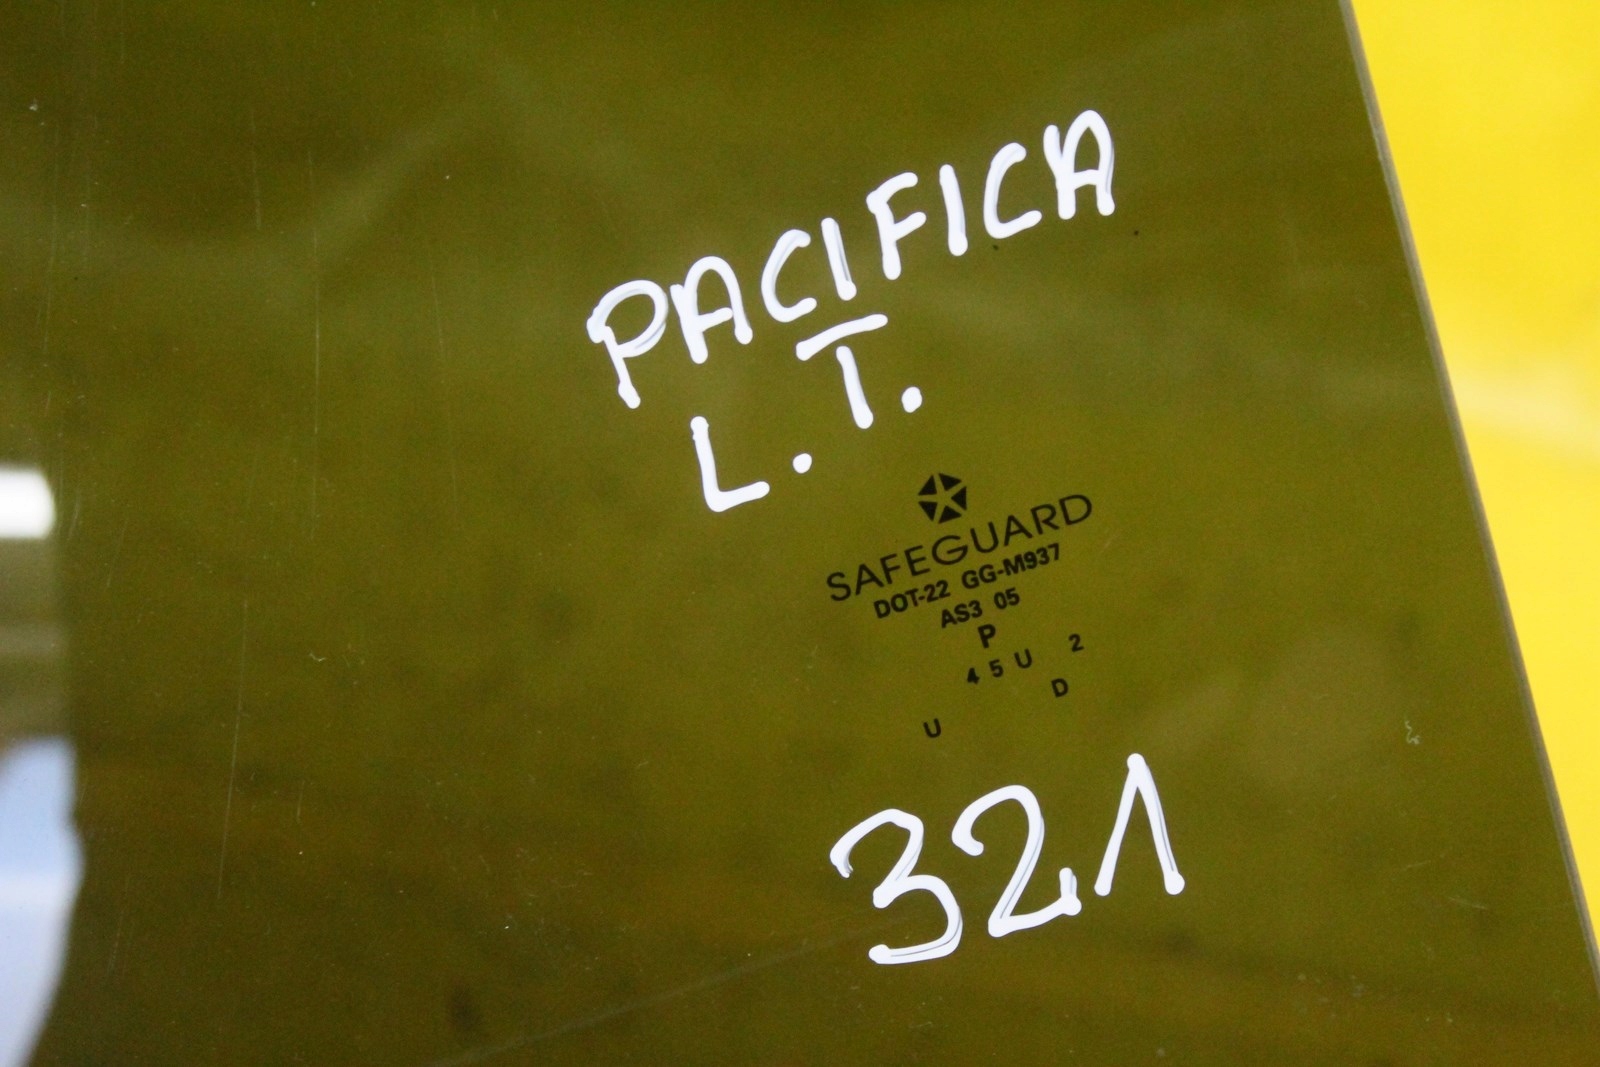 PACIFICA
L.T.
SAFEGUARD
DOT-22 GG-M937
AS3 05
P
4 5 U 2
D
U
321